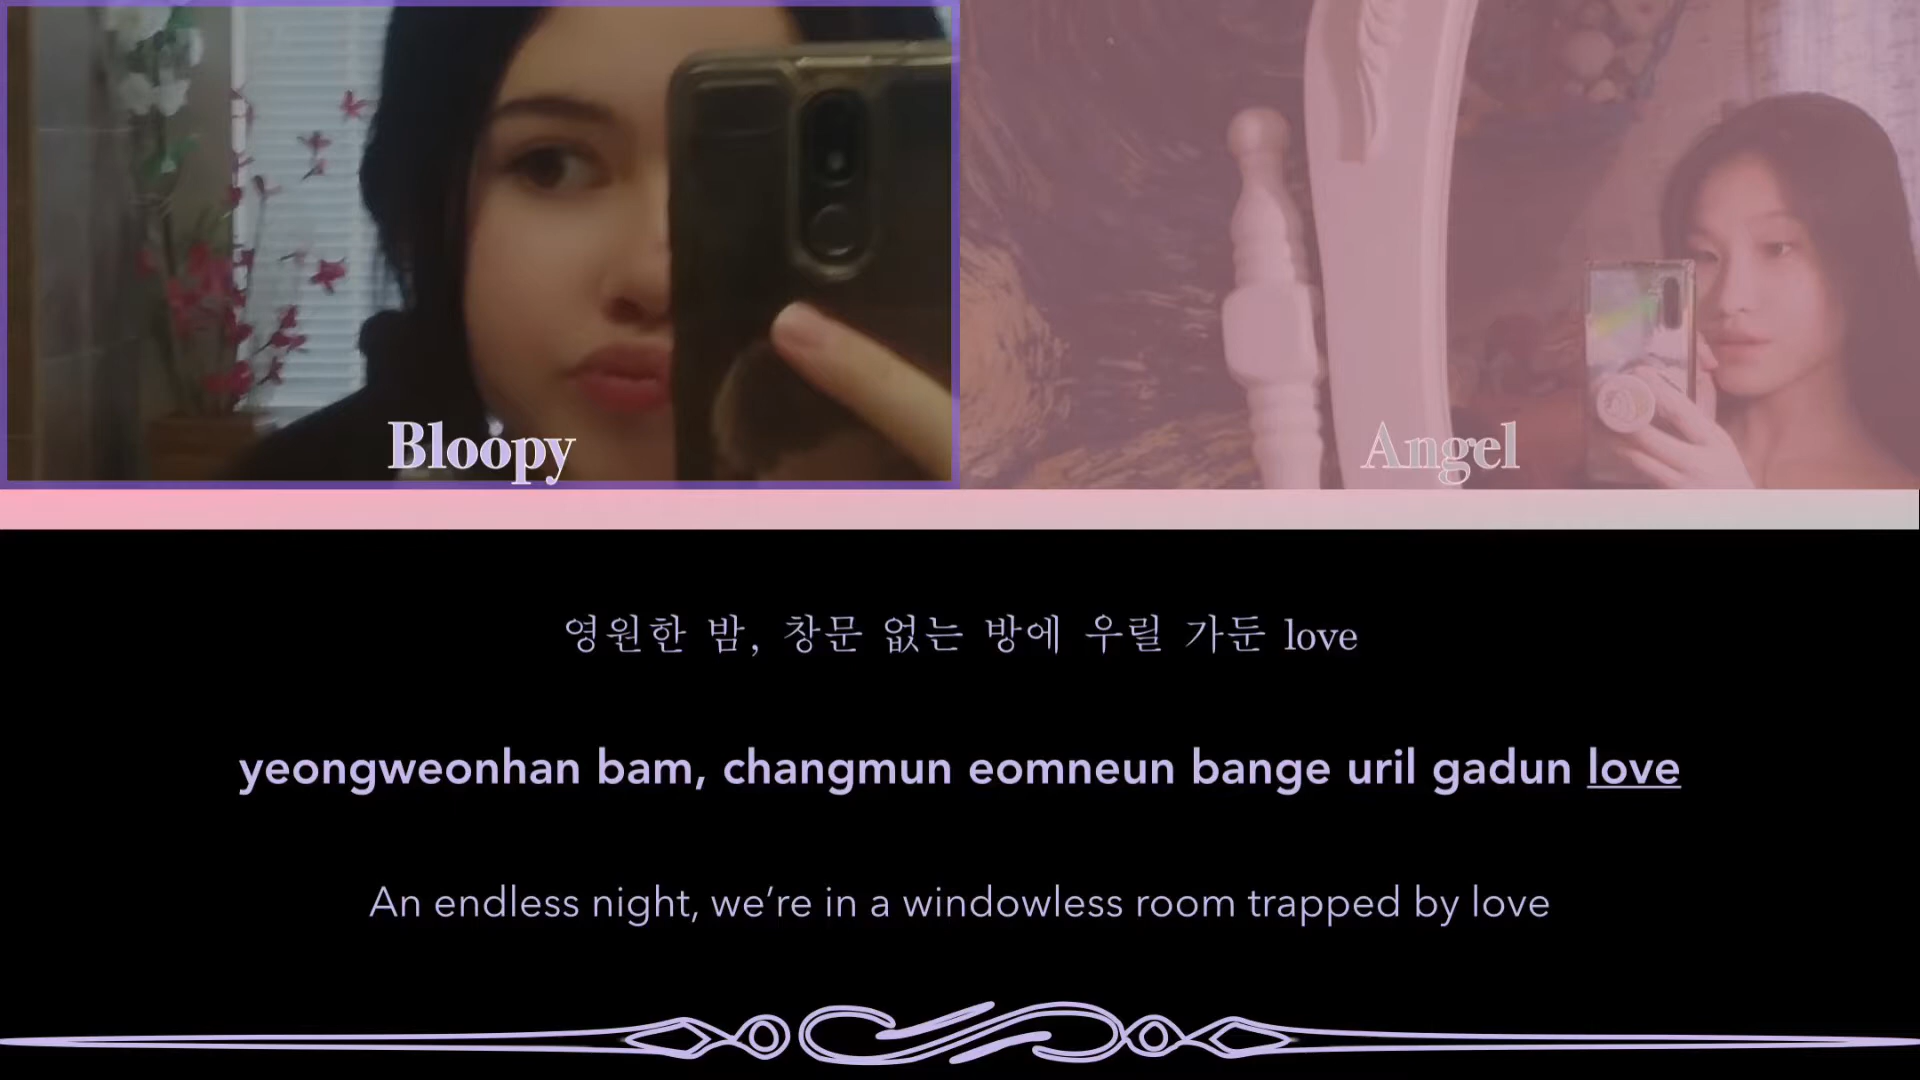 Bloopy
Angel
영원한 밤, 창문 없는 방에 우릴 가둔 love
yeongweonhan bam, changmun eomneun bange uril gadun love
An endless night, we’re in a windowless room trapped by love